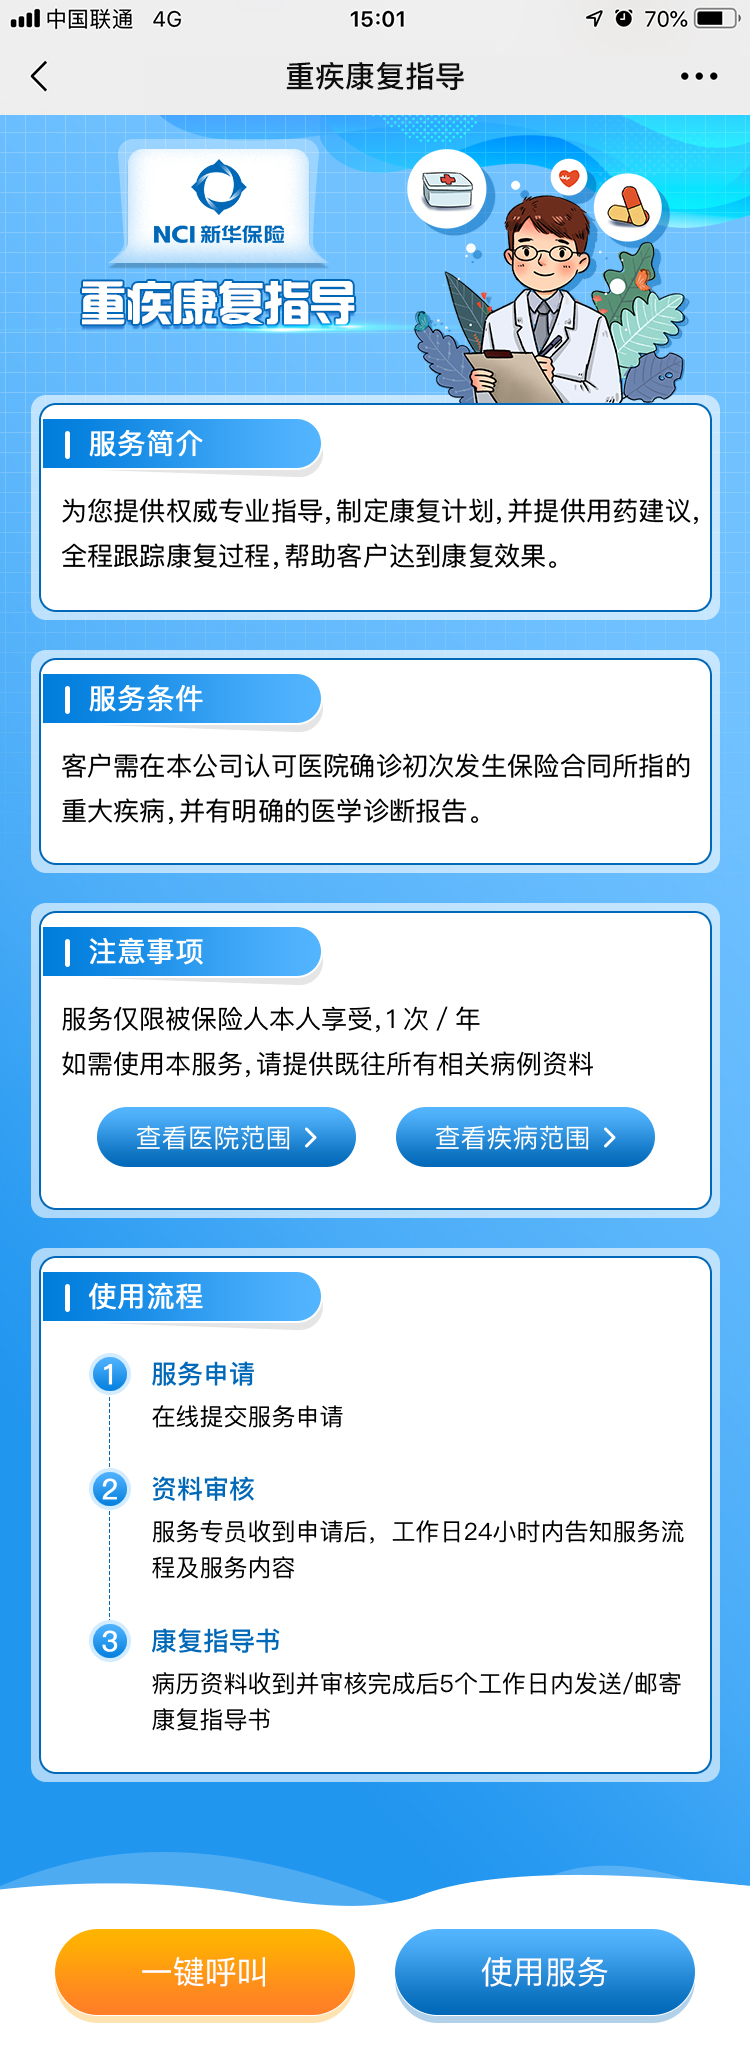 中国联通 4G 15:01 70%
重疾康复指导
NCI 新华保险
重疾康复指导
服务简介
为您提供权威专业指导,制定康复计划,并提供用药建议,
全程跟踪康复过程,帮助客户达到康复效果。
服务条件
客户需在本公司认可医院确诊初次发生保险合同所指的
重大疾病,并有明确的医学诊断报告。
注意事项
服务仅限被保险人本人享受,1次 / 年
如需使用本服务,请提供既往所有相关病例资料
查看医院范围 查看疾病范围
使用流程
1 服务申请
在线提交服务申请
2 资料审核
服务专员收到申请后，工作日24小时内告知服务流
程及服务内容
3 康复指导书
病历资料收到并审核完成后5个工作日内发送/邮寄
康复指导书
一键呼叫 使用服务